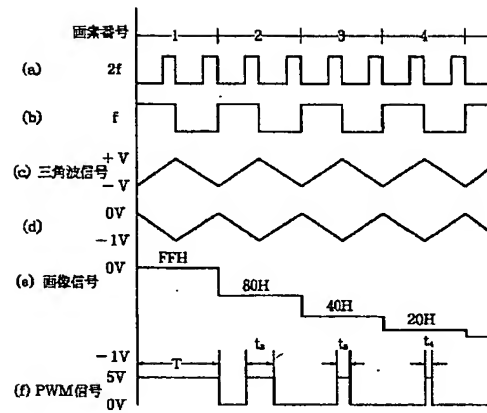 画素番号 1 2 3 4
(a) 2f
(b) f
(c) 三角波信号 +V
-V
(d) 0V
-1V
(e) 画像信号 0V FFH
80H
40H
20H
-1V T t₂ t₃ t₄
(f) PWM信号 5V
0V